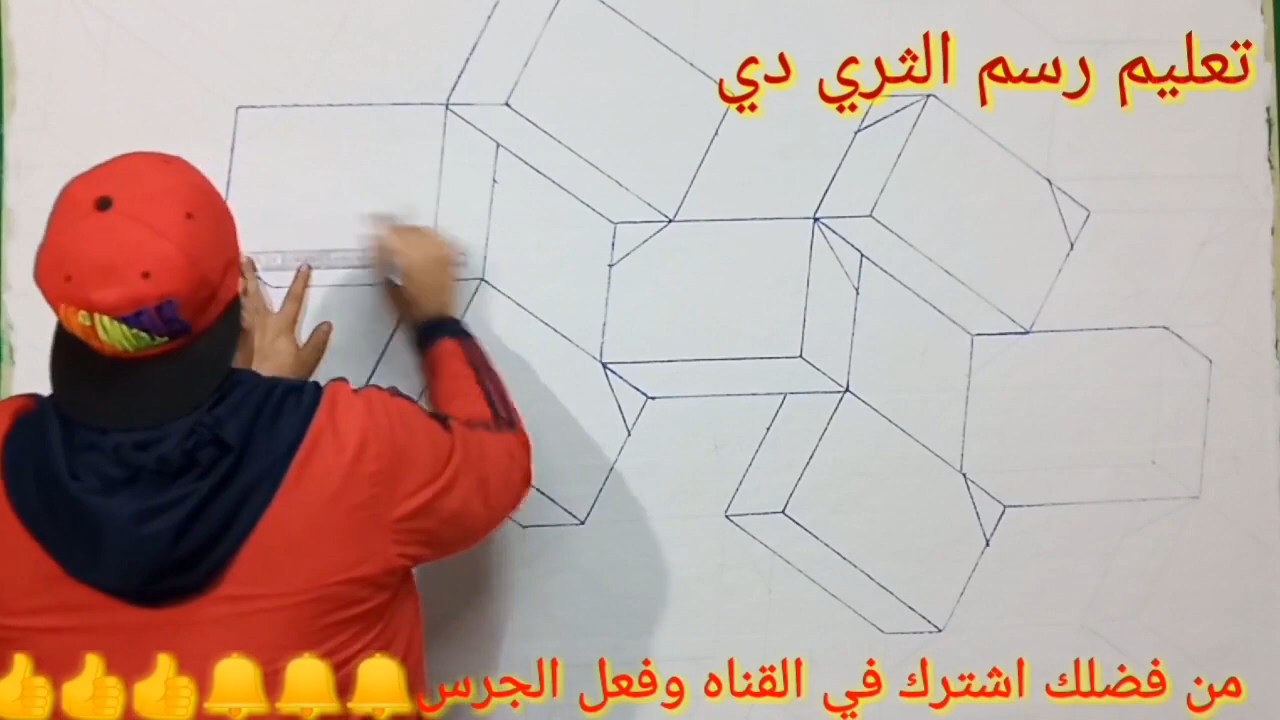 تعليم رسم الثري دي
من فضلك اشترك في القناه وفعل الجرس🔔🔔🔔👍👍👍